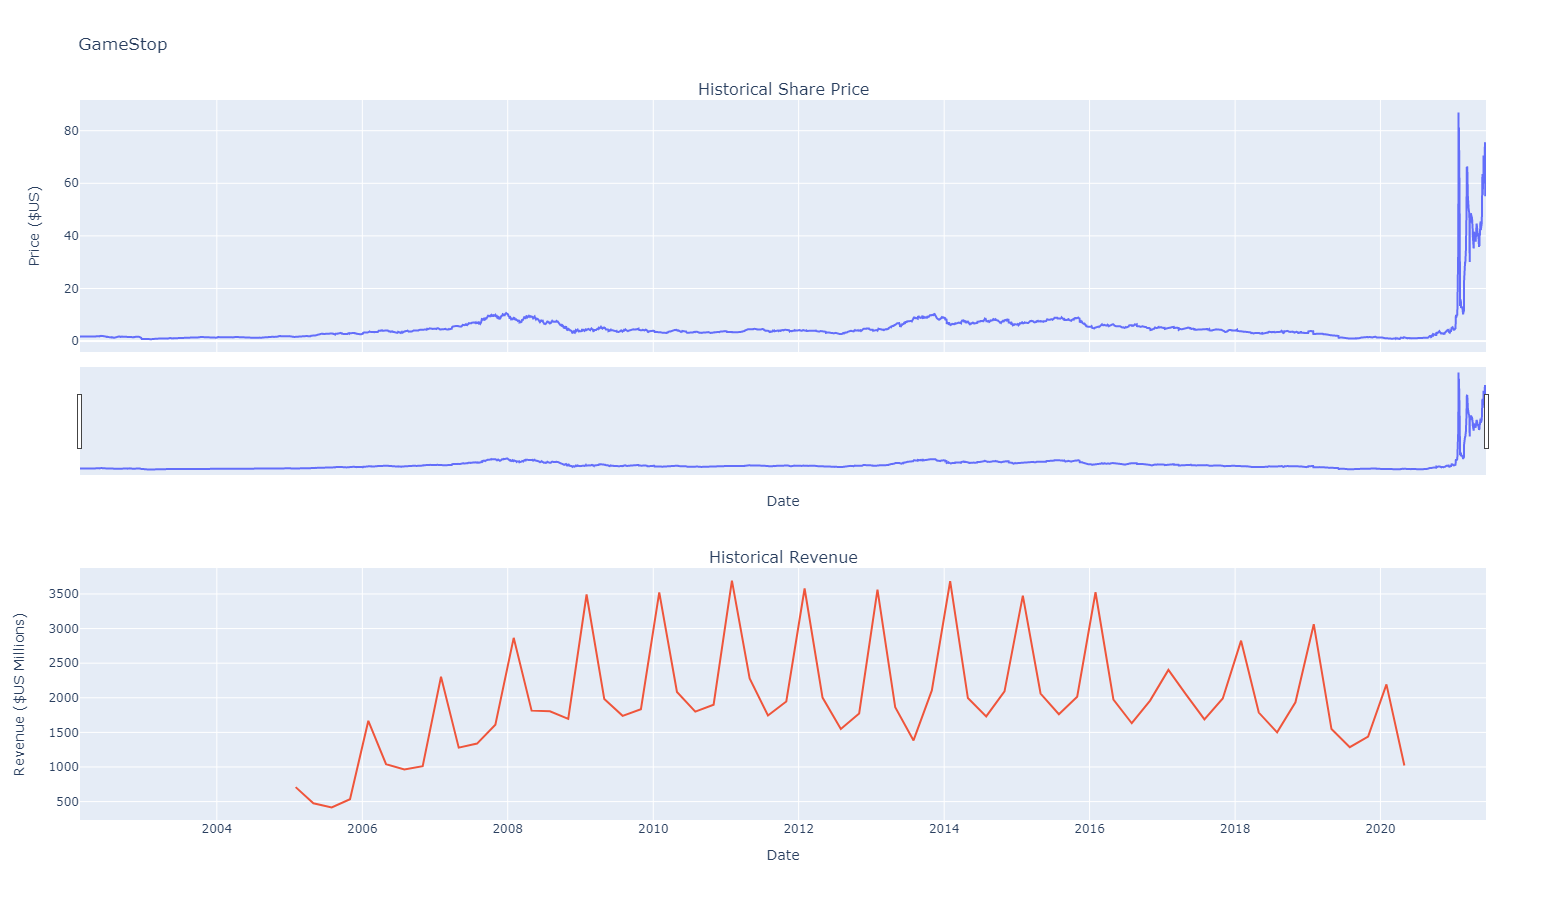 GameStop
Historical Share Price
Price ($US)
80
60
40
20
0
Date
Historical Revenue
Revenue ($US Millions)
3500
3000
2500
2000
1500
1000
500
2004 2006 2008 2010 2012 2014 2016 2018 2020
Date